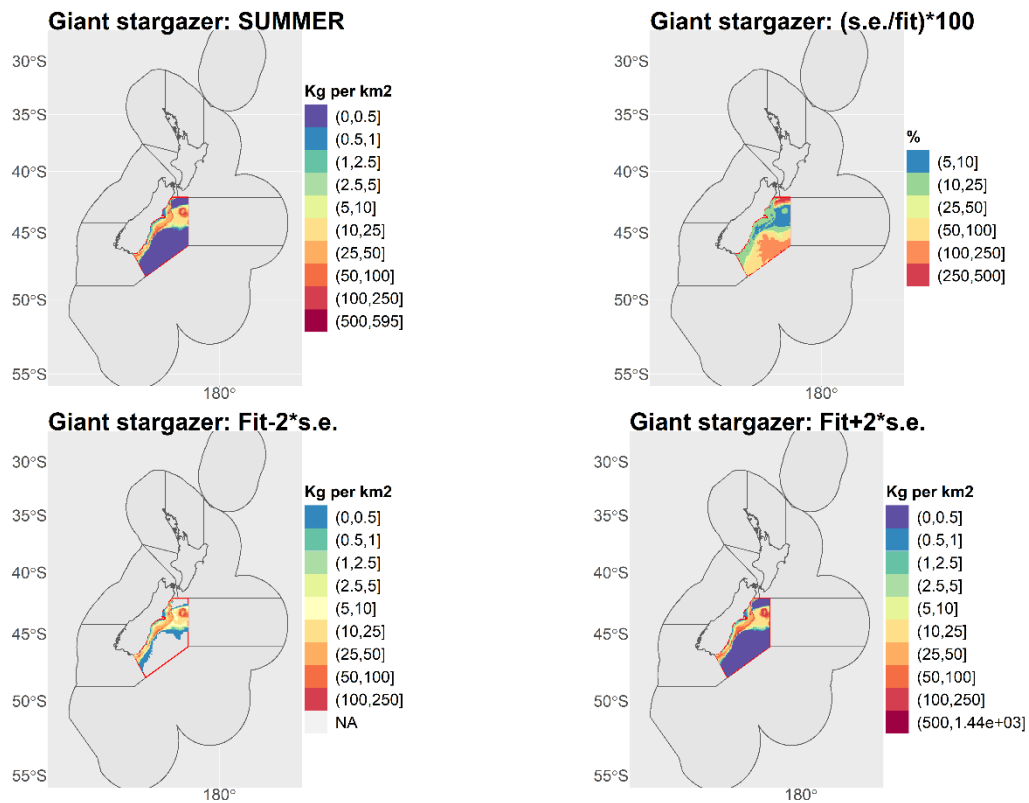 Giant stargazer: SUMMER
30°S
35°S
40°S
45°S
50°S
55°S
180°
Kg per km2
(0,0.5]
(0.5,1]
(1,2.5]
(2.5,5]
(5,10]
(10,25]
(25,50]
(50,100]
(100,250]
(500,595]
Giant stargazer: (s.e./fit)*100
30°S
35°S
40°S
45°S
50°S
55°S
180°
%
(5,10]
(10,25]
(25,50]
(50,100]
(100,250]
(250,500]
Giant stargazer: Fit-2*s.e.
30°S
35°S
40°S
45°S
50°S
55°S
180°
Kg per km2
(0,0.5]
(0.5,1]
(1,2.5]
(2.5,5]
(5,10]
(10,25]
(25,50]
(50,100]
(100,250]
NA
Giant stargazer: Fit+2*s.e.
30°S
35°S
40°S
45°S
50°S
55°S
180°
Kg per km2
(0,0.5]
(0.5,1]
(1,2.5]
(2.5,5]
(5,10]
(10,25]
(25,50]
(50,100]
(100,250]
(500,1.44e+03]